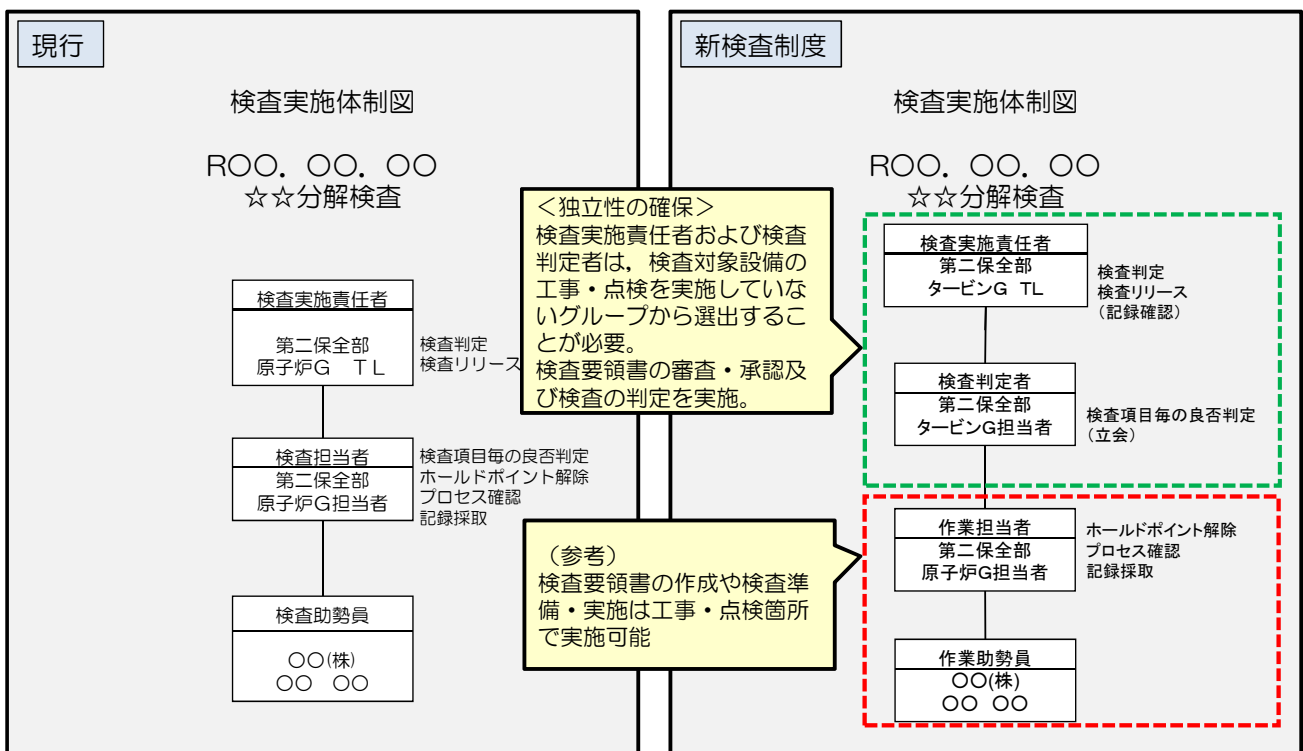 現行
検査実施体制図
R〇〇．〇〇．〇〇
☆☆分解検査
検査実施責任者
第二保全部
原子炉G　TL
検査判定
検査リリース
検査担当者
第二保全部
原子炉G担当者
検査項目毎の良否判定
ホールドポイント解除
プロセス確認
記録採取
検査助勢員
〇〇(株)
〇〇　〇〇
＜独立性の確保＞
検査実施責任者および検査
判定者は，検査対象設備の
工事・点検を実施していな
いグループから選出するこ
とが必要。
検査要領書の審査・承認及
び検査の判定を実施。
（参考）
検査要領書の作成や検査準
備・実施は工事・点検箇所
で実施可能
新検査制度
検査実施体制図
R〇〇．〇〇．〇〇
☆☆分解検査
検査実施責任者
第二保全部
タービンG　TL
検査判定
検査リリース
（記録確認）
検査判定者
第二保全部
タービンG担当者
検査項目毎の良否判定
（立会）
作業担当者
第二保全部
原子炉G担当者
ホールドポイント解除
プロセス確認
記録採取
作業助勢員
〇〇(株)
〇〇　〇〇